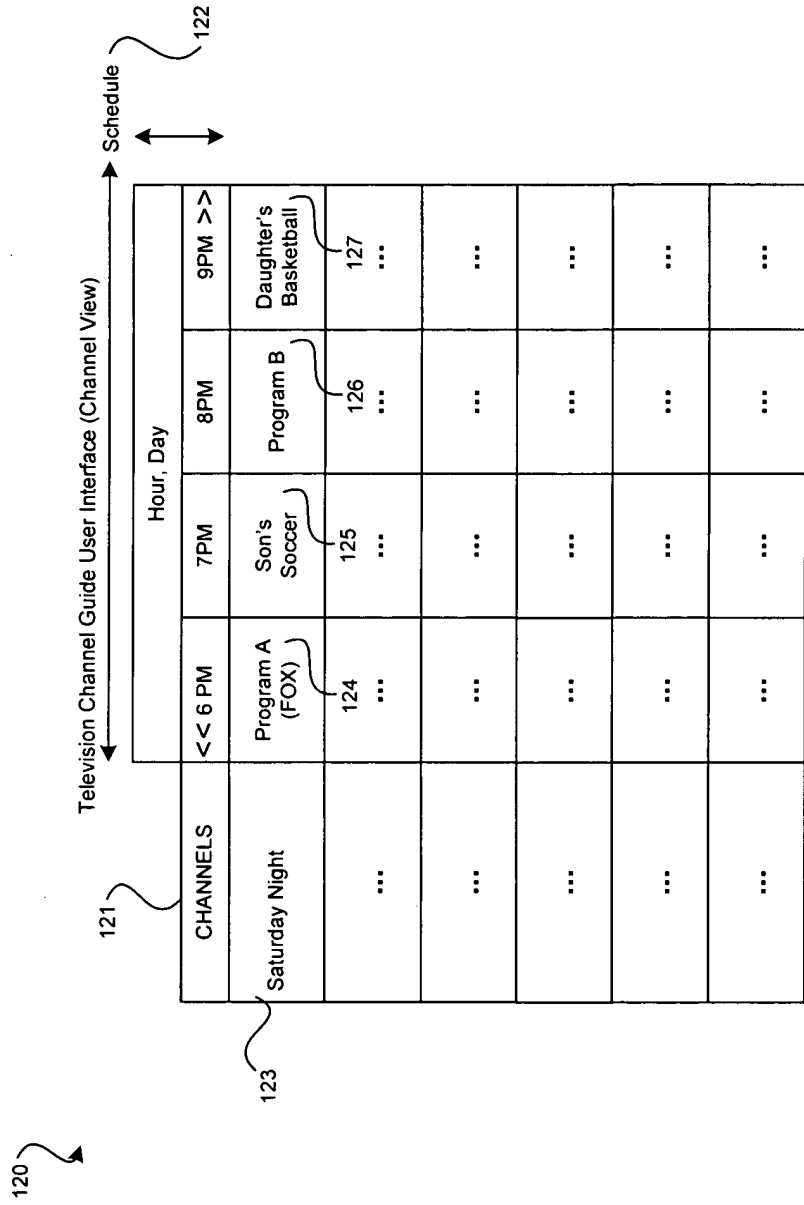 120
Television Channel Guide User Interface (Channel View)
Schedule
122
121
Hour, Day
CHANNELS
<< 6 PM
7PM
8PM
9PM >>
123
Saturday Night
Program A
(FOX)
Son's
Soccer
Program B
Daughter's
Basketball
124
125
126
127
... ... ... ... ...
... ... ... ... ...
... ... ... ... ...
... ... ... ... ...
... ... ... ... ...